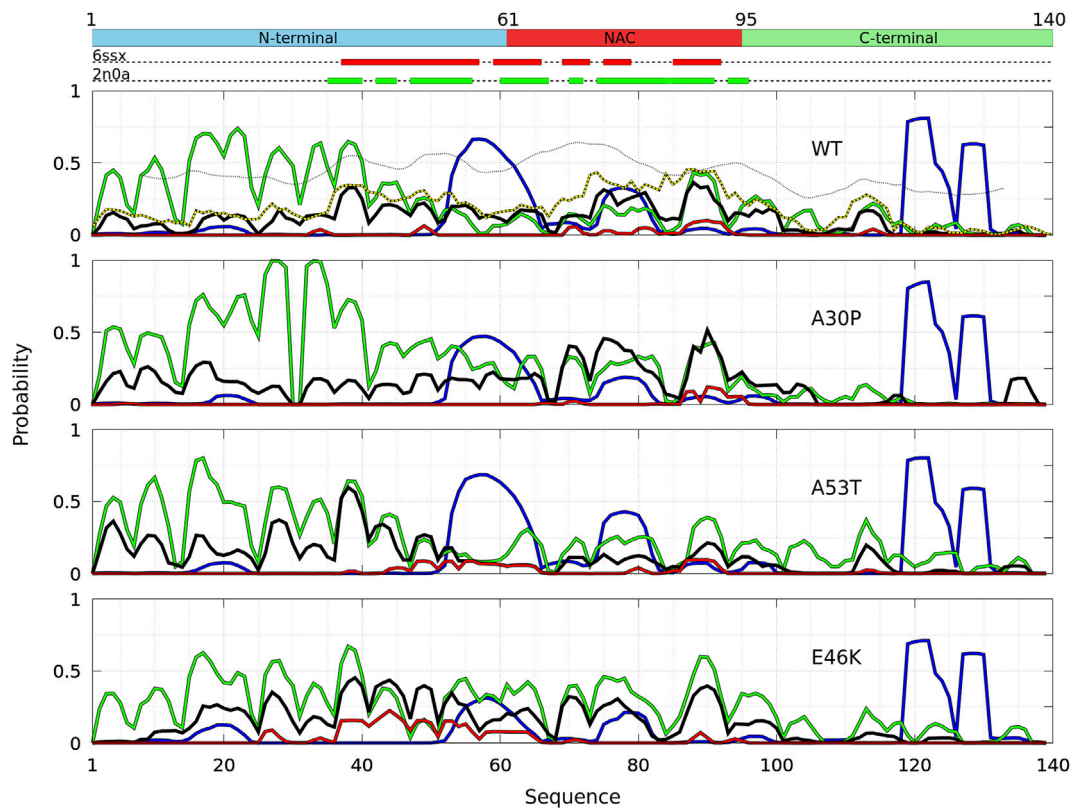 1 61 95 140
N-terminal NAC C-terminal
6ssx
2n0a
1
WT
0.5
0
1
A30P
0.5
0
1
A53T
0.5
0
E46K
0.5
0
1 20 40 60 80 100 120 140
Sequence
Probability